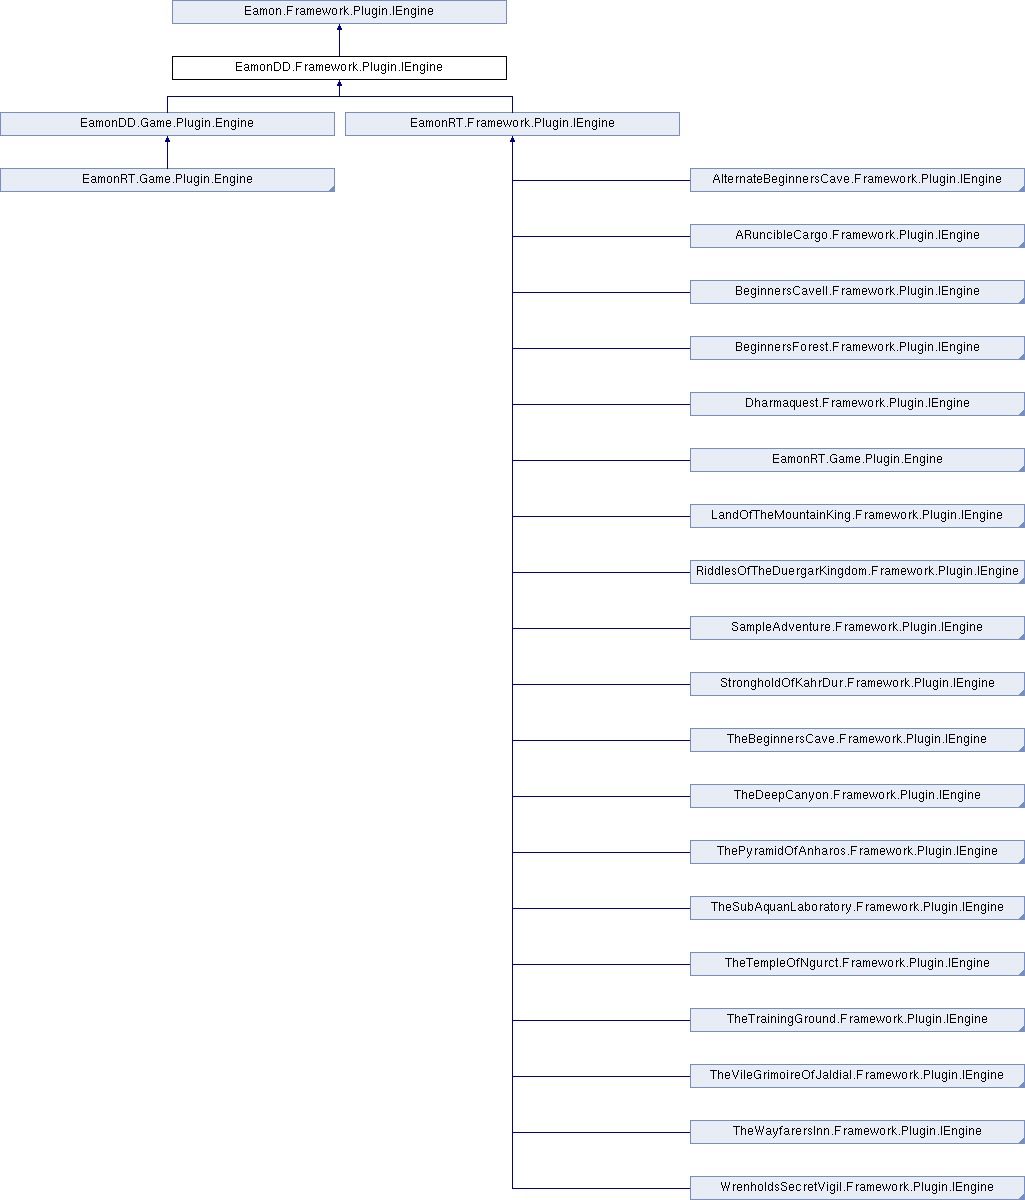 Eamon.Framework.Plugin.IEngine
EamonDD.Framework.Plugin.IEngine
EamonDD.Game.Plugin.Engine
EamonRT.Framework.Plugin.IEngine
EamonRT.Game.Plugin.Engine
AlternateBeginnersCave.Framework.Plugin.IEngine
ARuncibleCargo.Framework.Plugin.IEngine
BeginnersCaveII.Framework.Plugin.IEngine
BeginnersForest.Framework.Plugin.IEngine
Dharmaquest.Framework.Plugin.IEngine
EamonRT.Game.Plugin.Engine
LandOfTheMountainKing.Framework.Plugin.IEngine
RiddlesOfTheDuergarKingdom.Framework.Plugin.IEngine
SampleAdventure.Framework.Plugin.IEngine
StrongholdOfKahrDur.Framework.Plugin.IEngine
TheBeginnersCave.Framework.Plugin.IEngine
TheDeepCanyon.Framework.Plugin.IEngine
ThePyramidOfAnharos.Framework.Plugin.IEngine
TheSubAquanLaboratory.Framework.Plugin.IEngine
TheTempleOfNgurct.Framework.Plugin.IEngine
TheTrainingGround.Framework.Plugin.IEngine
TheVileGrimoireOfJaldial.Framework.Plugin.IEngine
TheWayfarersInn.Framework.Plugin.IEngine
WrenholdsSecretVigil.Framework.Plugin.IEngine